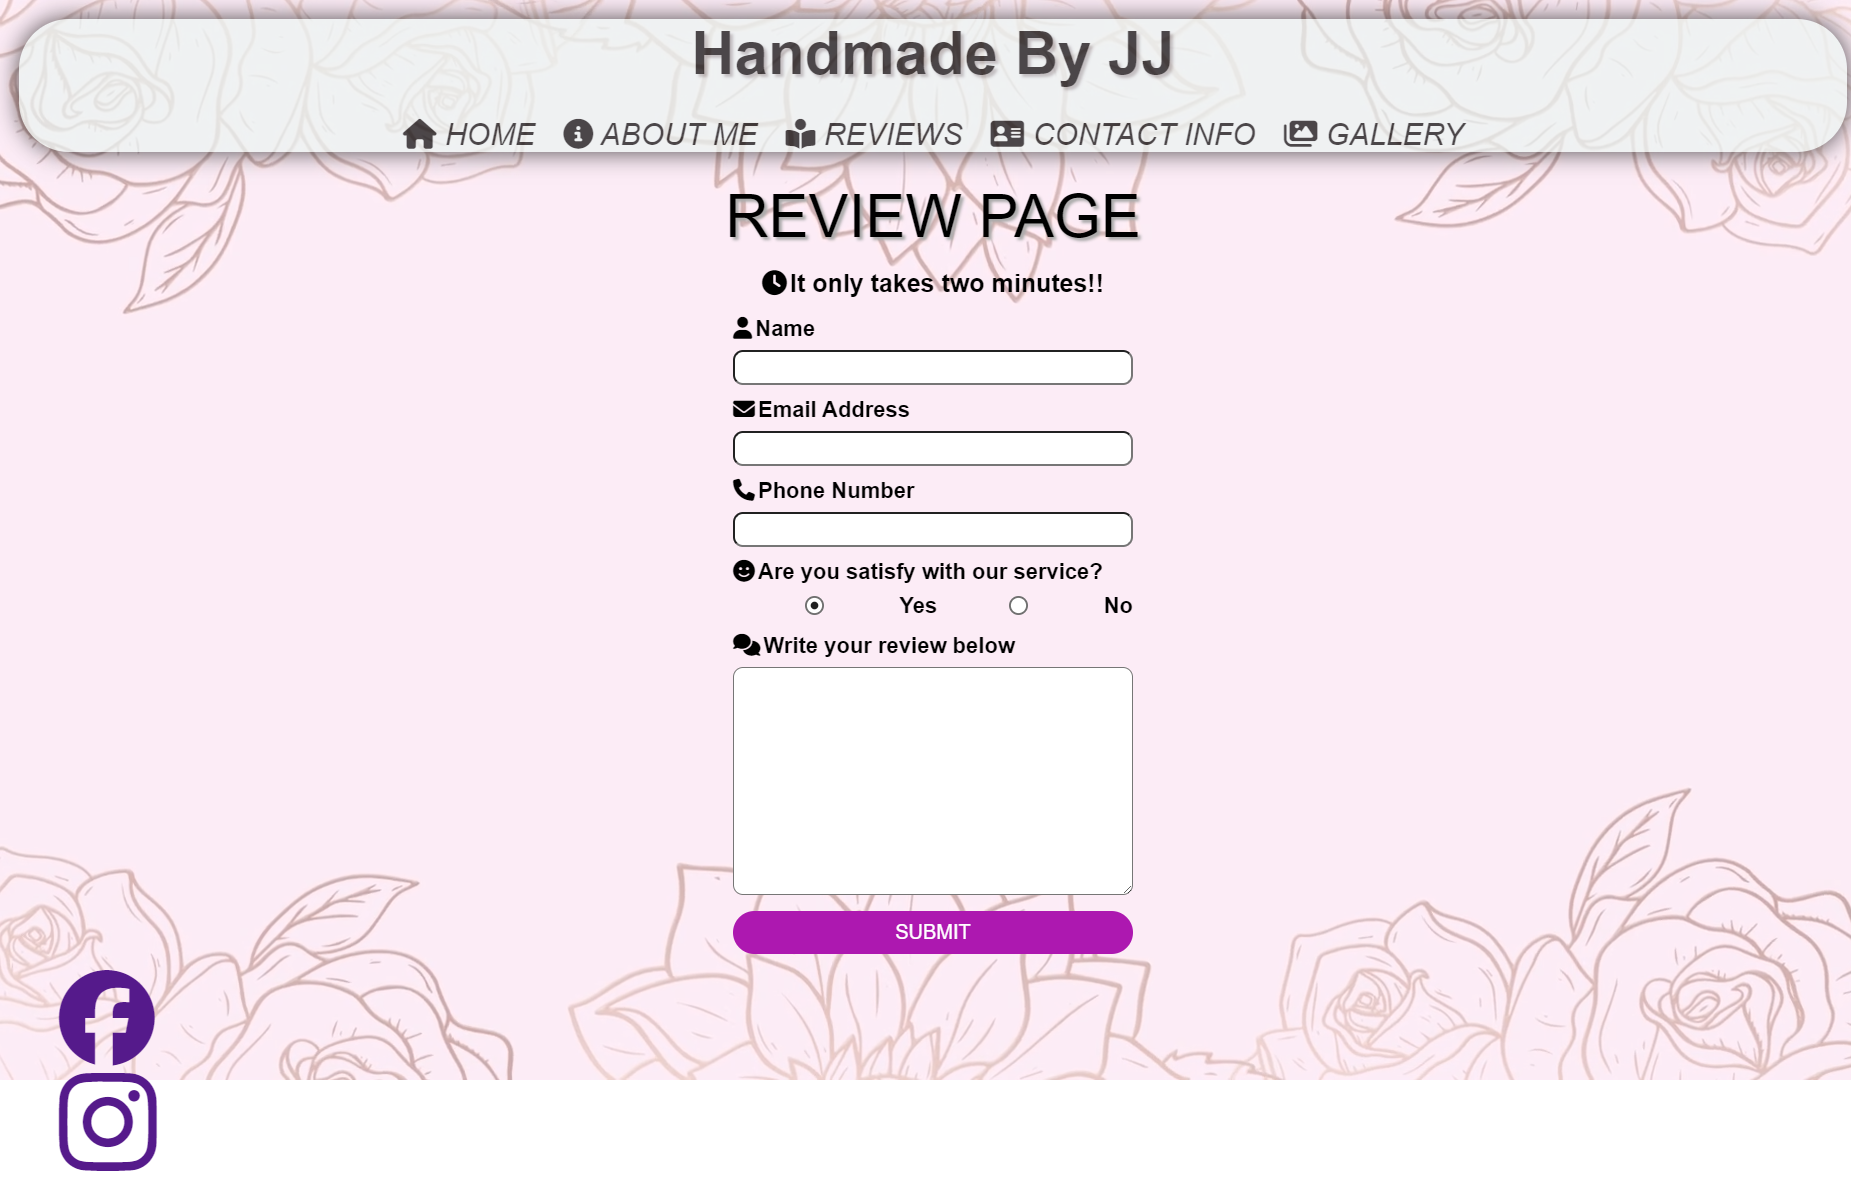 Handmade By JJ
HOME ABOUT ME REVIEWS CONTACT INFO GALLERY
REVIEW PAGE
It only takes two minutes!!
Name
Email Address
Phone Number
Are you satisfy with our service?
Yes No
Write your review below
SUBMIT